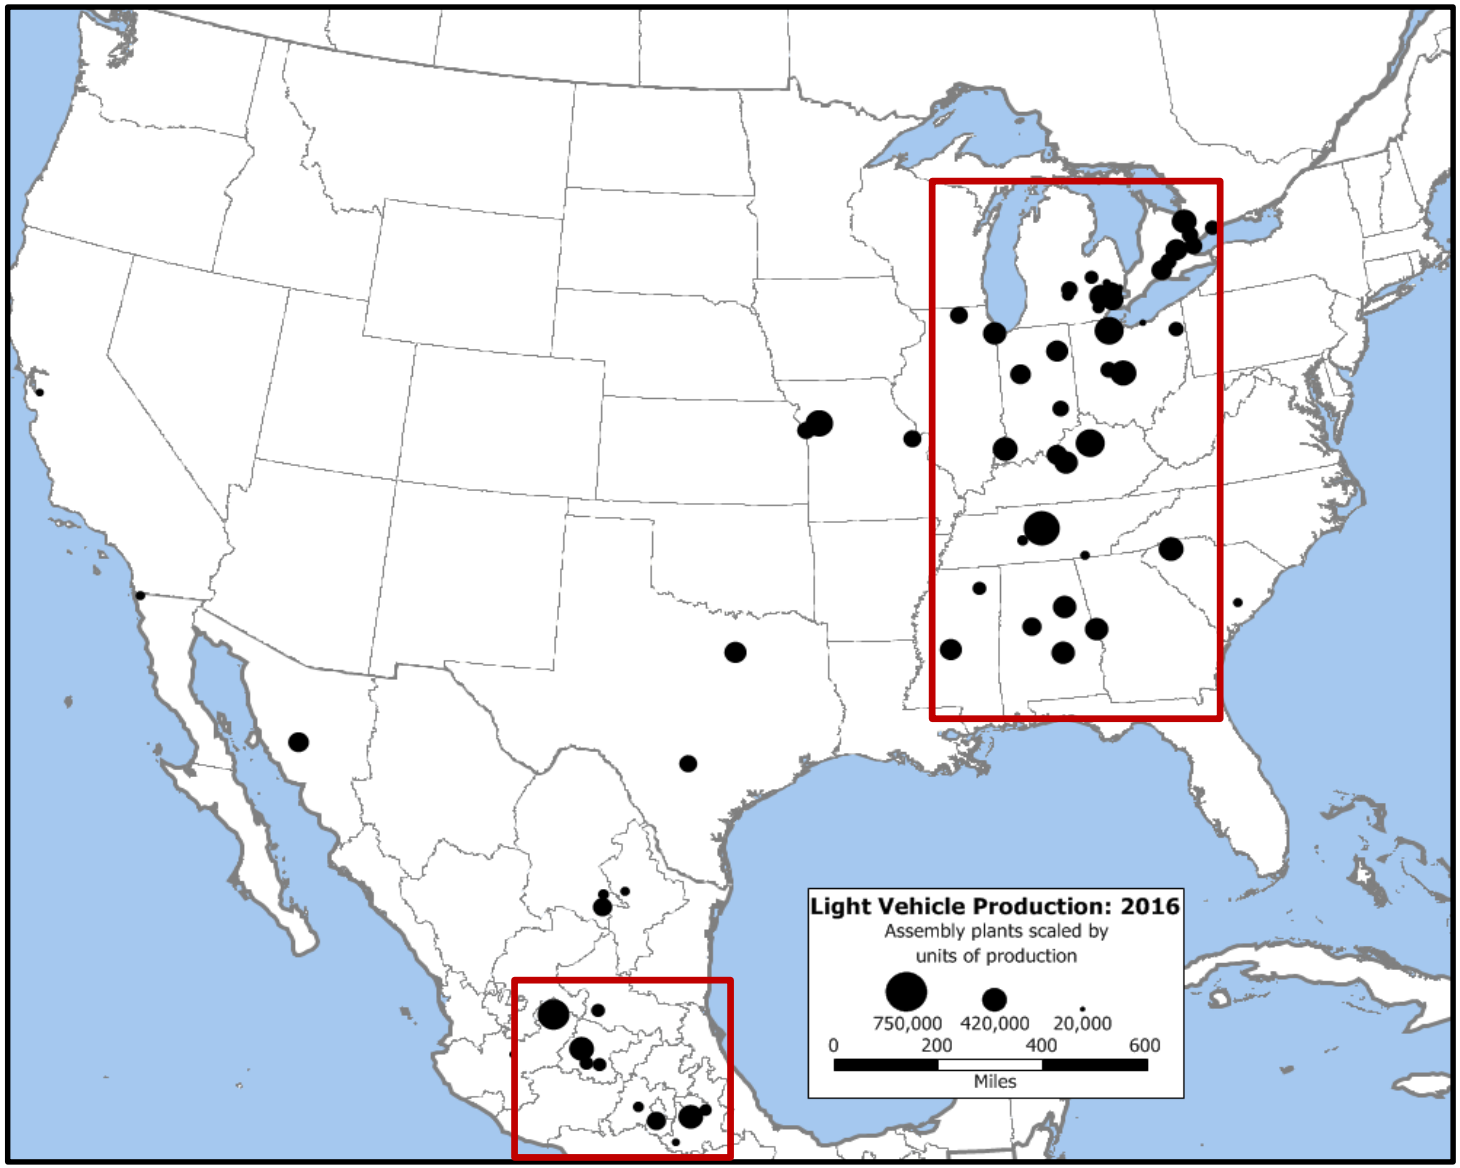 Light Vehicle Production: 2016
Assembly plants scaled by
units of production
750,000 420,000 20,000
0 200 400 600
Miles